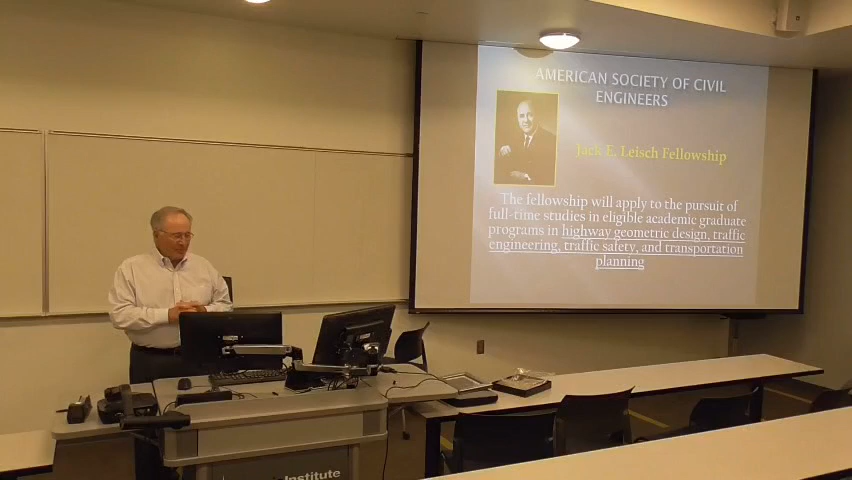 AMERICAN SOCIETY OF CIVIL
ENGINEERS
Jack E. Leisch Fellowship
The fellowship will apply to the pursuit of
full-time studies in eligible academic graduate
programs in highway geometric design, traffic
engineering, traffic safety, and transportation
planning
Institute